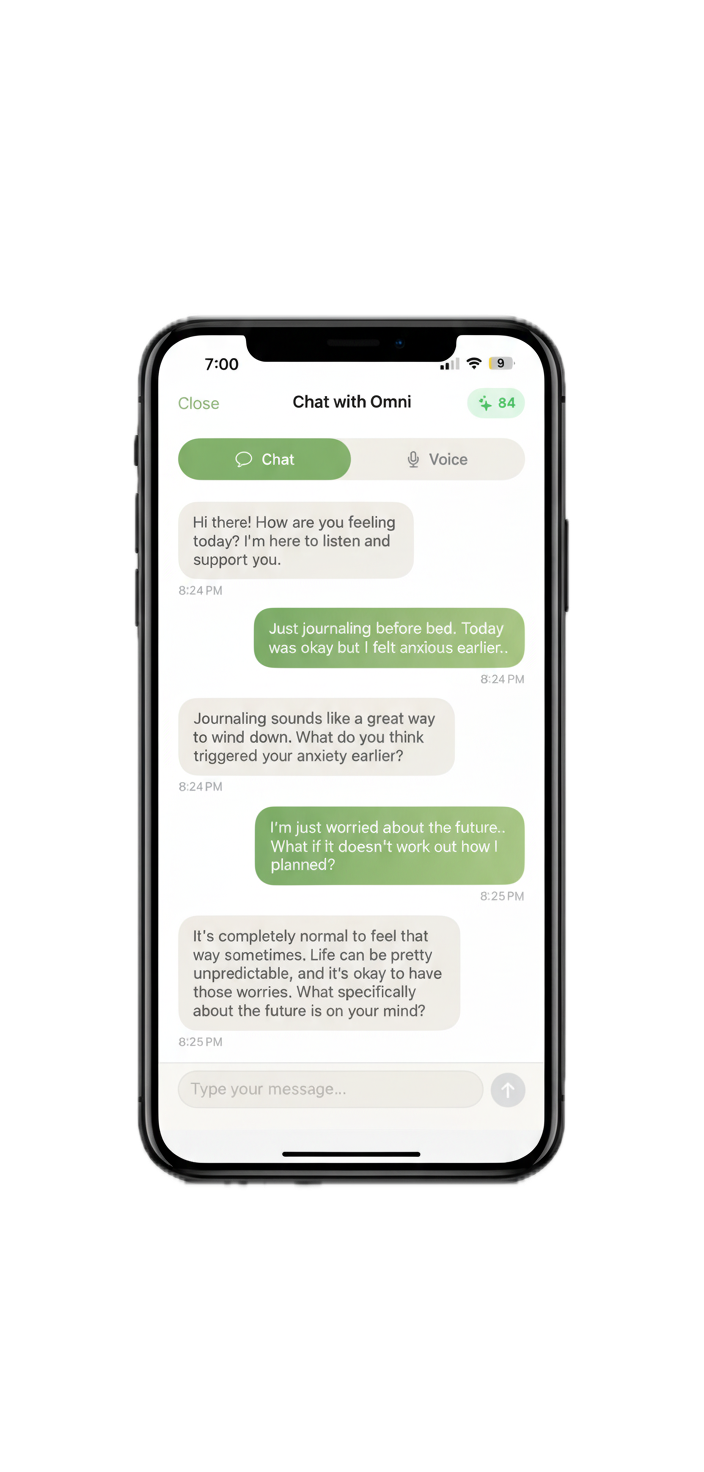 7:00
9
Close
Chat with Omni
84
Chat
Voice
Hi there! How are you feeling
today? I'm here to listen and
support you.
8:24 PM
Just journaling before bed. Today
was okay but I felt anxious earlier..
8:24 PM
Journaling sounds like a great way
to wind down. What do you think
triggered your anxiety earlier?
8:24 PM
I'm just worried about the future..
What if it doesn't work out how I
planned?
8:25 PM
It's completely normal to feel that
way sometimes. Life can be pretty
unpredictable, and it's okay to have
those worries. What specifically
about the future is on your mind?
8:25 PM
Type your message...